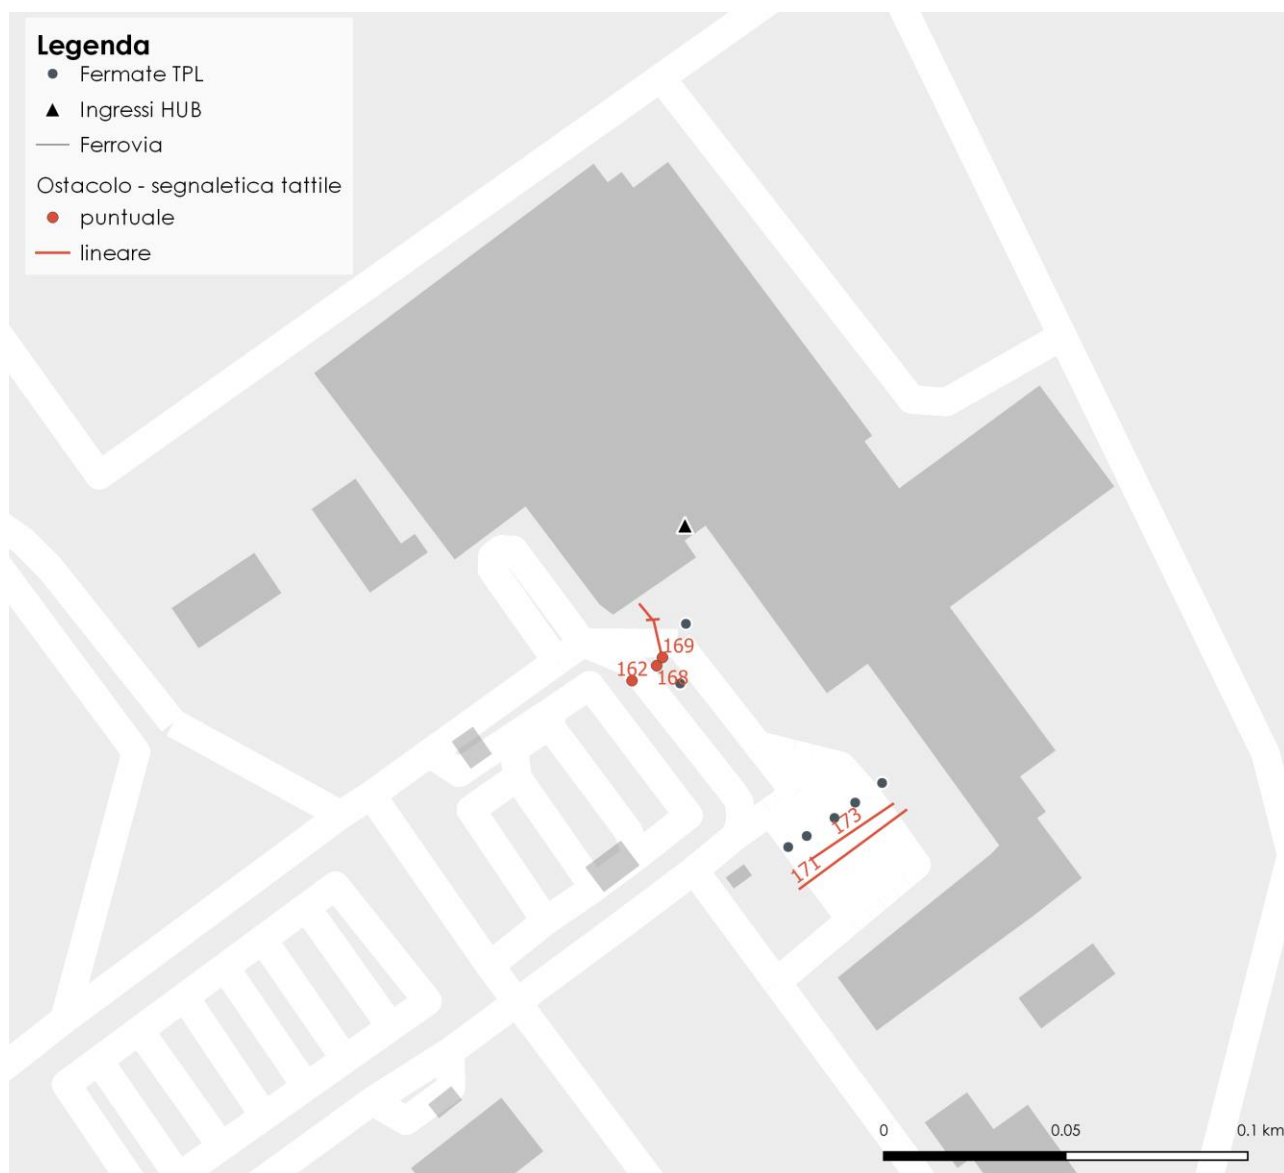 Legenda
Fermate TPL
Ingressi HUB
Ferrovia
Ostacolo - segnaletica tattile
puntuale
lineare
169
162
168
173
171
0
0.05
0.1 km